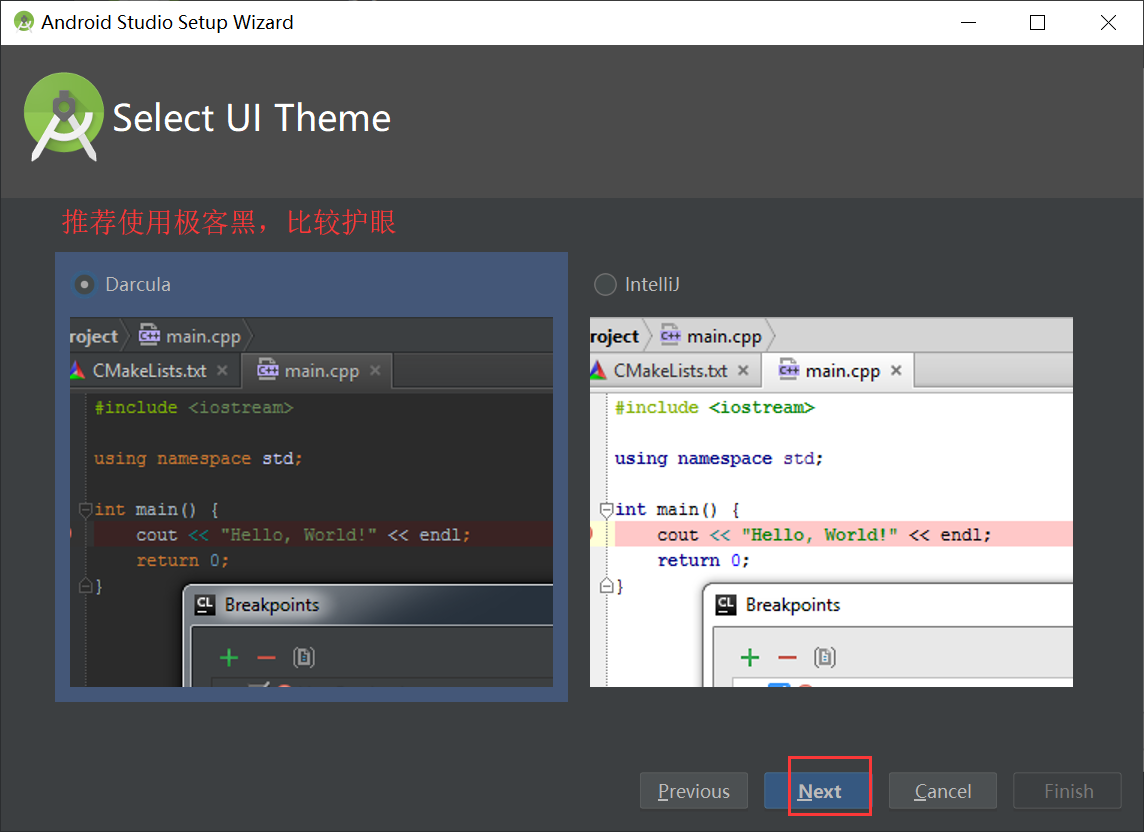 Android Studio Setup Wizard
Select UI Theme
推荐使用极客黑，比较护眼
Darcula
roject main.cpp
CMakeLists.txt main.cpp
#include <iostream>
using namespace std;
int main() {
cout << "Hello, World!" << endl;
return 0;
}
CL Breakpoints
IntelliJ
roject main.cpp
CMakeLists.txt main.cpp
#include <iostream>
using namespace std;
int main() {
cout << "Hello, World!" << endl;
return 0;
}
CL Breakpoints
Previous Next Cancel Finish